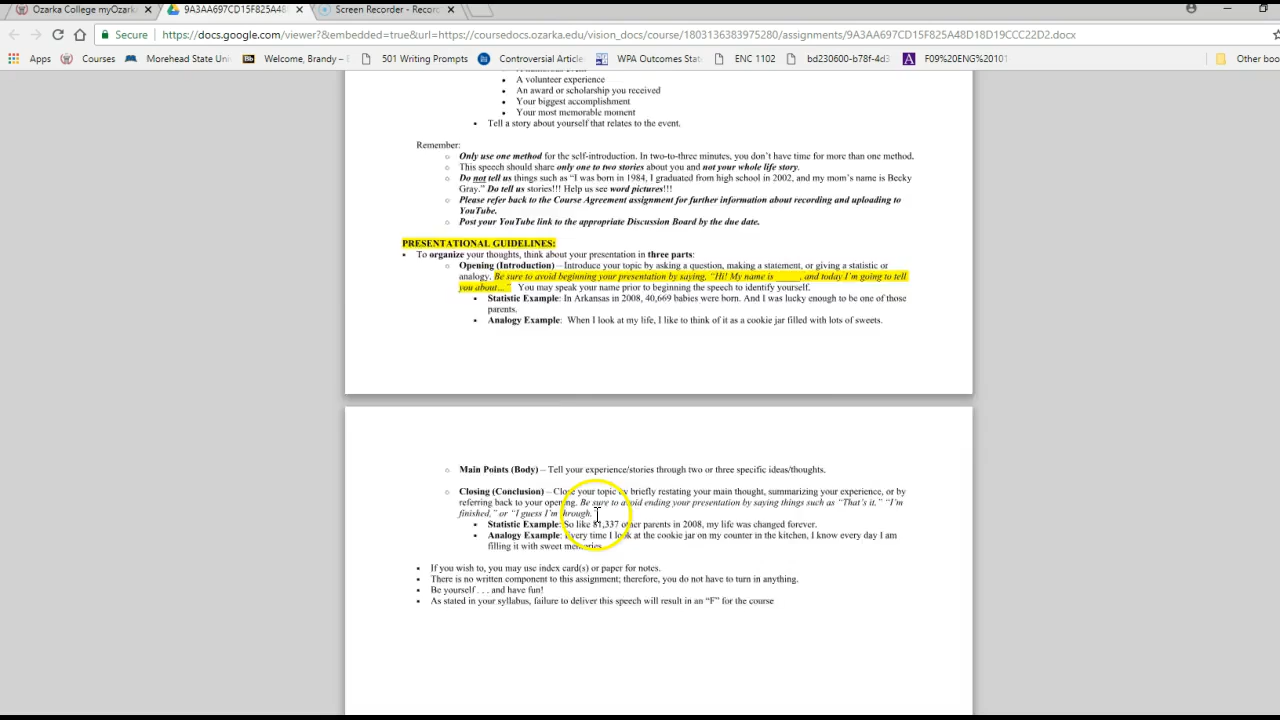 Ozarka College myOzark
9A3AA697CD15F825A48
Screen Recorder - Recor
Secure
https://docs.google.com/viewer?&embedded=true&url=https://coursedocs.ozarka.edu/vision_docs/course/1803136383975280/assignments/9A3AA697CD15F825A48D18D19CCC22D2.docx
Apps
Courses
Morehead State Uni
Welcome, Brandy –
501 Writing Prompts
Controversial Article
WPA Outcomes State
ENC 1102
bd230600-b78f-4d3
F09%20ENG%20101
Other boo
• A volunteer experience
• An award or scholarship you received
• Your biggest accomplishment
• Your most memorable moment
• Tell a story about yourself that relates to the event.
Remember:
○ Only use one method for the self-introduction. In two-to-three minutes, you don't have time for more than one method.
○ This speech should share only one to two stories about you and not your whole life story.
○ Do not tell us things such as "I was born in 1984, I graduated from high school in 2002, and my mom's name is Becky
Gray." Do tell us stories!!! Help us see word pictures!!!
○ Please refer back to the Course Agreement assignment for further information about recording and uploading to
YouTube.
○ Post your YouTube link to the appropriate Discussion Board by the due date.
PRESENTATIONAL GUIDELINES:
• To organize your thoughts, think about your presentation in three parts:
○ Opening (Introduction) – Introduce your topic by asking a question, making a statement, or giving a statistic or
analogy. Be sure to avoid beginning your presentation by saying, "Hi! My name is _____, and today I'm going to tell
you about…" You may speak your name prior to beginning the speech to identify yourself.
• Statistic Example: In Arkansas in 2008, 40,669 babies were born. And I was lucky enough to be one of those
parents.
• Analogy Example: When I look at my life, I like to think of it as a cookie jar filled with lots of sweets.
○ Main Points (Body) – Tell your experience/stories through two or three specific ideas/thoughts.
○ Closing (Conclusion) – Close your topic by briefly restating your main thought, summarizing your experience, or by
referring back to your opening. Be sure to avoid ending your presentation by saying things such as "That's it," "I'm
finished," or "I guess I'm through."
• Statistic Example: So like 81,337 other parents in 2008, my life was changed forever.
• Analogy Example: Every time I look at the cookie jar on my counter in the kitchen, I know every day I am
filling it with sweet memories.
• If you wish to, you may use index card(s) or paper for notes.
• There is no written component to this assignment; therefore, you do not have to turn in anything.
• Be yourself . . . and have fun!
• As stated in your syllabus, failure to deliver this speech will result in an "F" for the course